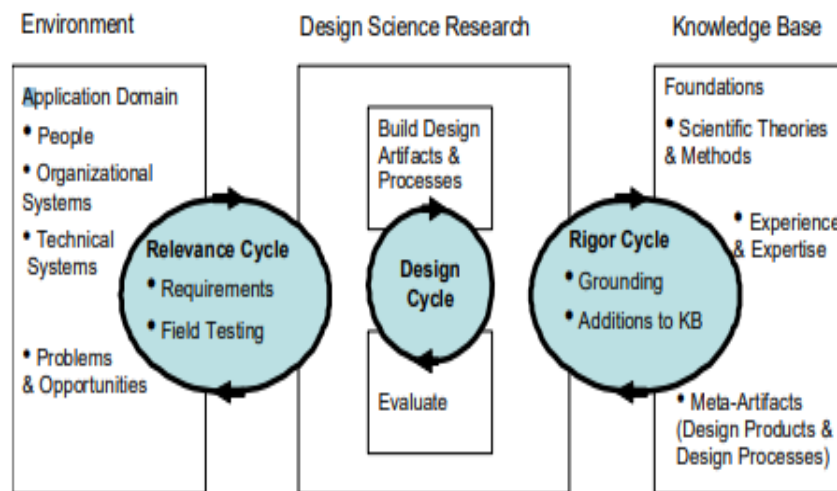 Environment
Design Science Research
Knowledge Base
Application Domain
• People
• Organizational
Systems
• Technical
Systems
• Problems
& Opportunities
Relevance Cycle
• Requirements
• Field Testing
Build Design
Artifacts &
Processes
Design
Cycle
Evaluate
Rigor Cycle
• Grounding
• Additions to KB
Foundations
• Scientific Theories
& Methods
• Experience
& Expertise
• Meta-Artifacts
(Design Products &
Design Processes)